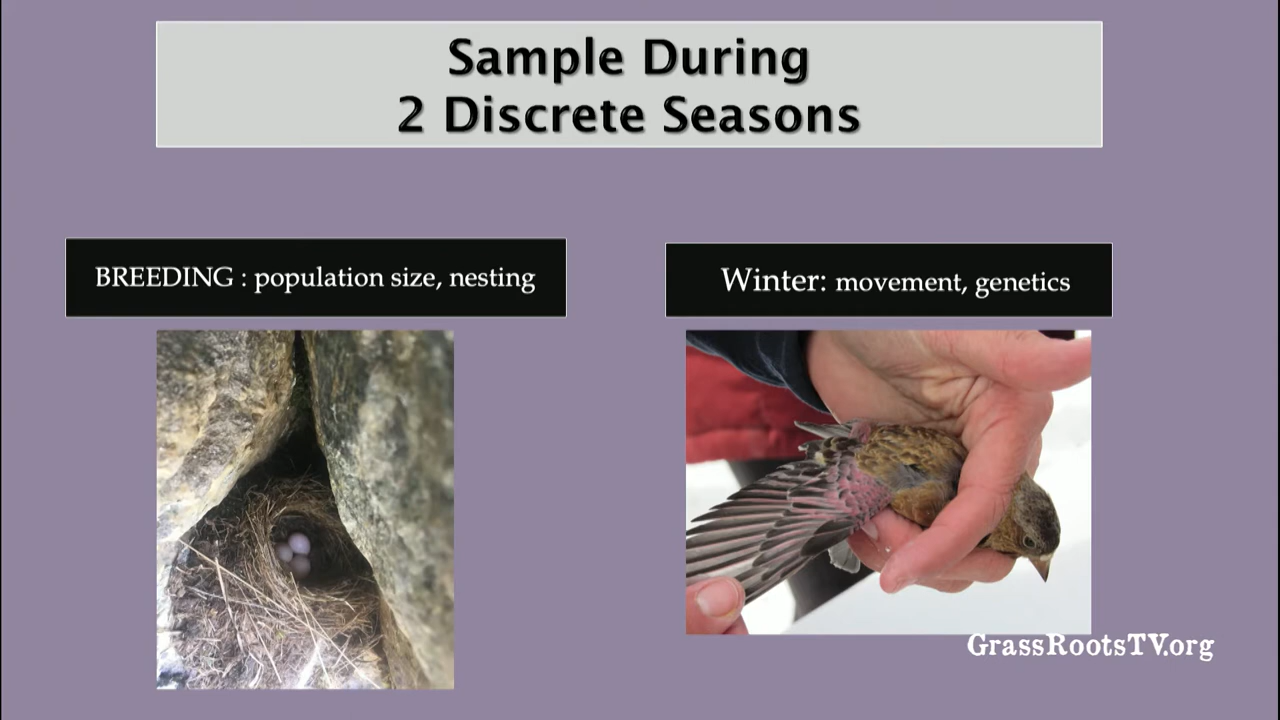 Sample During
2 Discrete Seasons
BREEDING : population size, nesting
Winter: movement, genetics
GrassRootsTV.org